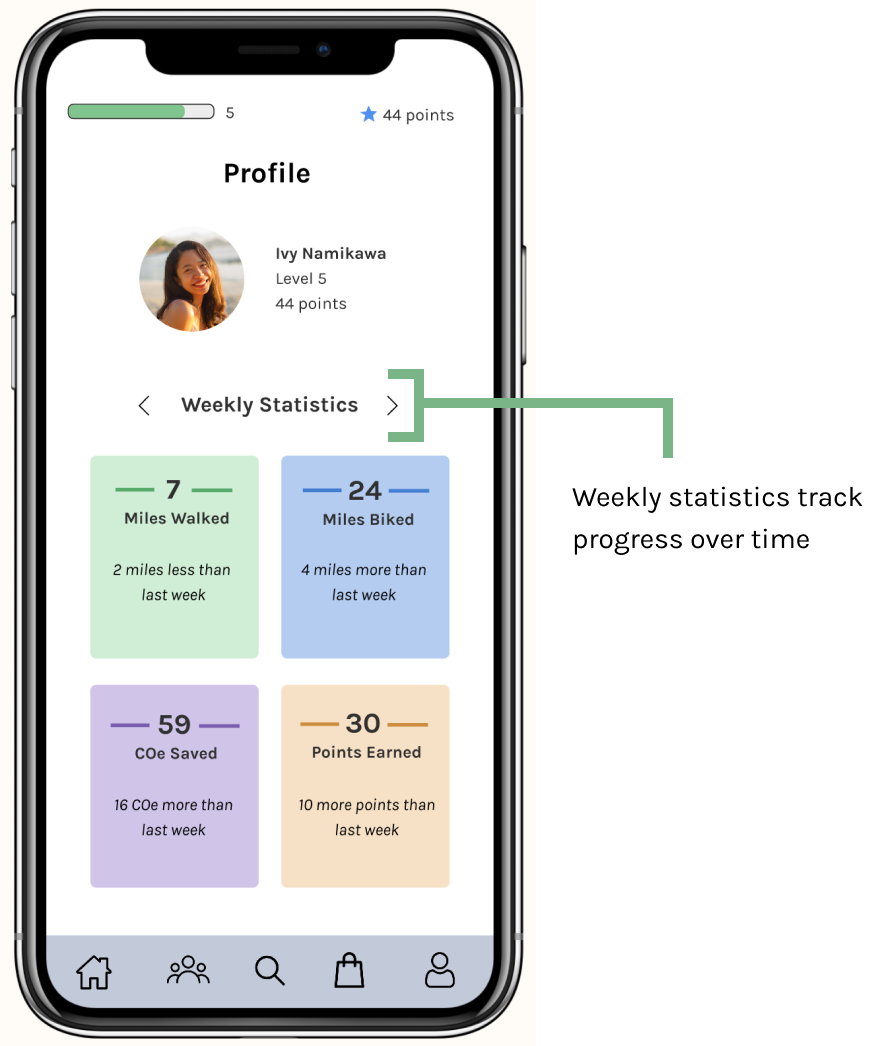 5
44 points
Profile
Ivy Namikawa
Level 5
44 points
Weekly Statistics
7
Miles Walked
2 miles less than
last week
24
Miles Biked
4 miles more than
last week
Weekly statistics track
progress over time
59
COe Saved
16 COe more than
last week
30
Points Earned
10 more points than
last week